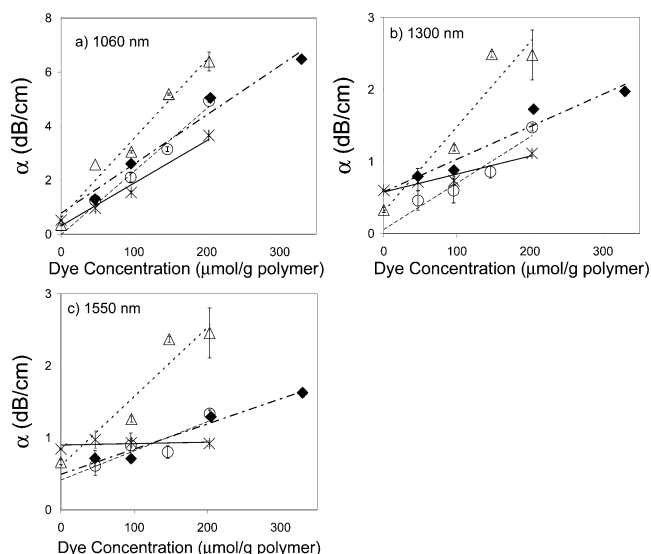 a) 1060 nm
8
6
4
2
0
α (dB/cm)
0 100 200 300
Dye Concentration (μmol/g polymer)
b) 1300 nm
3
2
1
0
α (dB/cm)
0 100 200 300
Dye Concentration (μmol/g polymer)
c) 1550 nm
3
2
1
0
α (dB/cm)
0 100 200 300
Dye Concentration (μmol/g polymer)